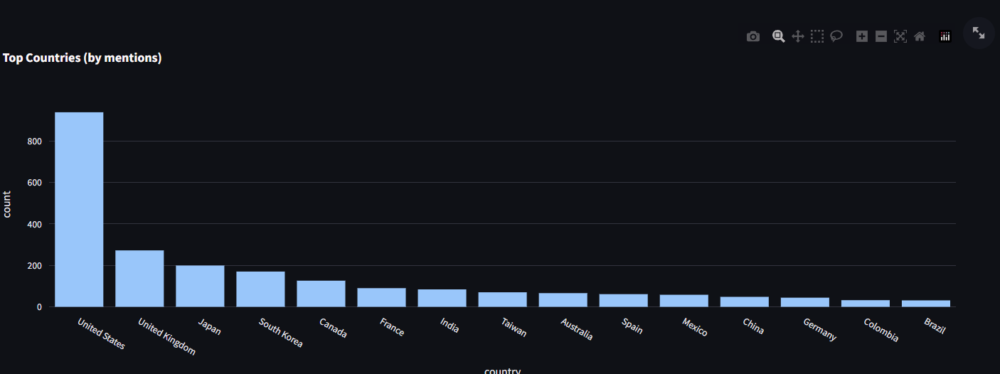 Top Countries (by mentions)
800
600
400
200
0
count
United States
United Kingdom
Japan
South Korea
Canada
France
India
Taiwan
Australia
Spain
Mexico
China
Germany
Colombia
Brazil
country